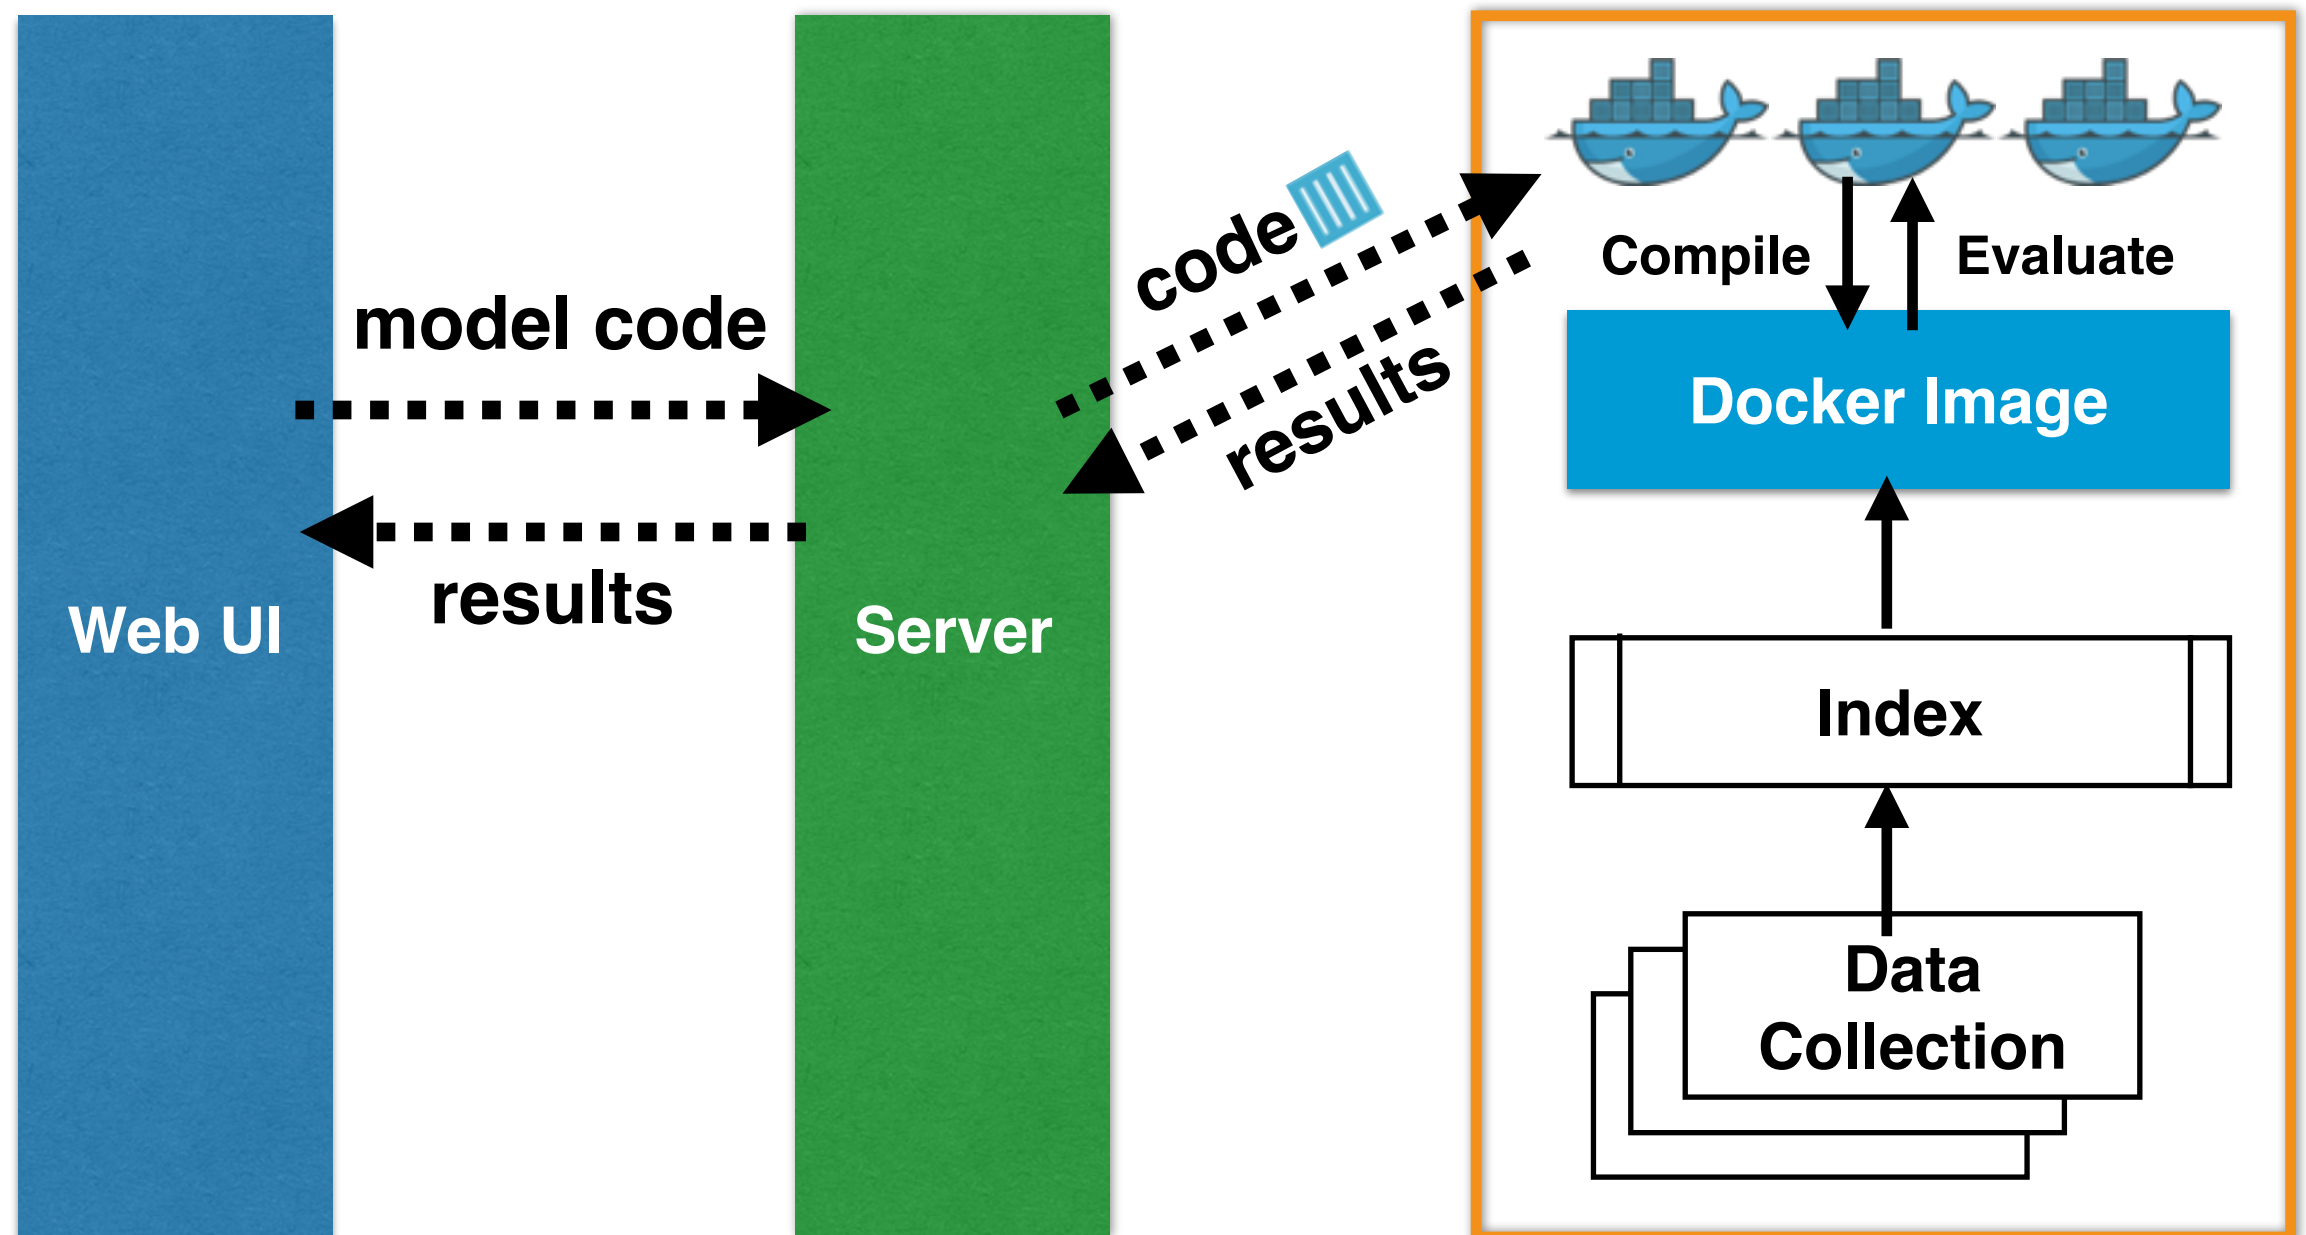 model code
results
Web UI
Server
code
results
Compile
Evaluate
Docker Image
Index
Data
Collection